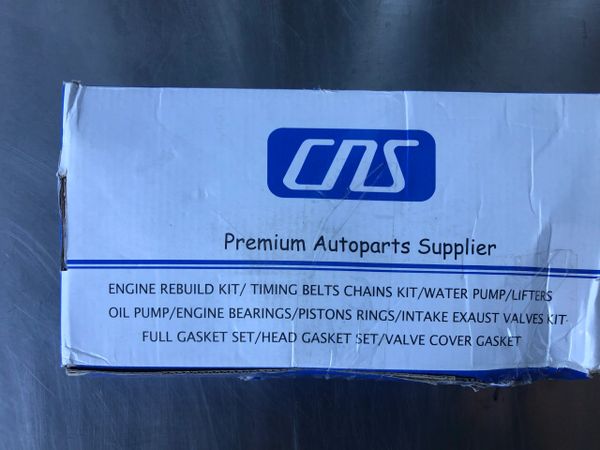 CNS
Premium Autoparts Supplier
ENGINE REBUILD KIT/ TIMING BELTS CHAINS KIT/WATER PUMP/LIFTERS
OIL PUMP/ENGINE BEARINGS/PISTONS RINGS/INTAKE EXAUST VALVES KIT
FULL GASKET SET/HEAD GASKET SET/VALVE COVER GASKET